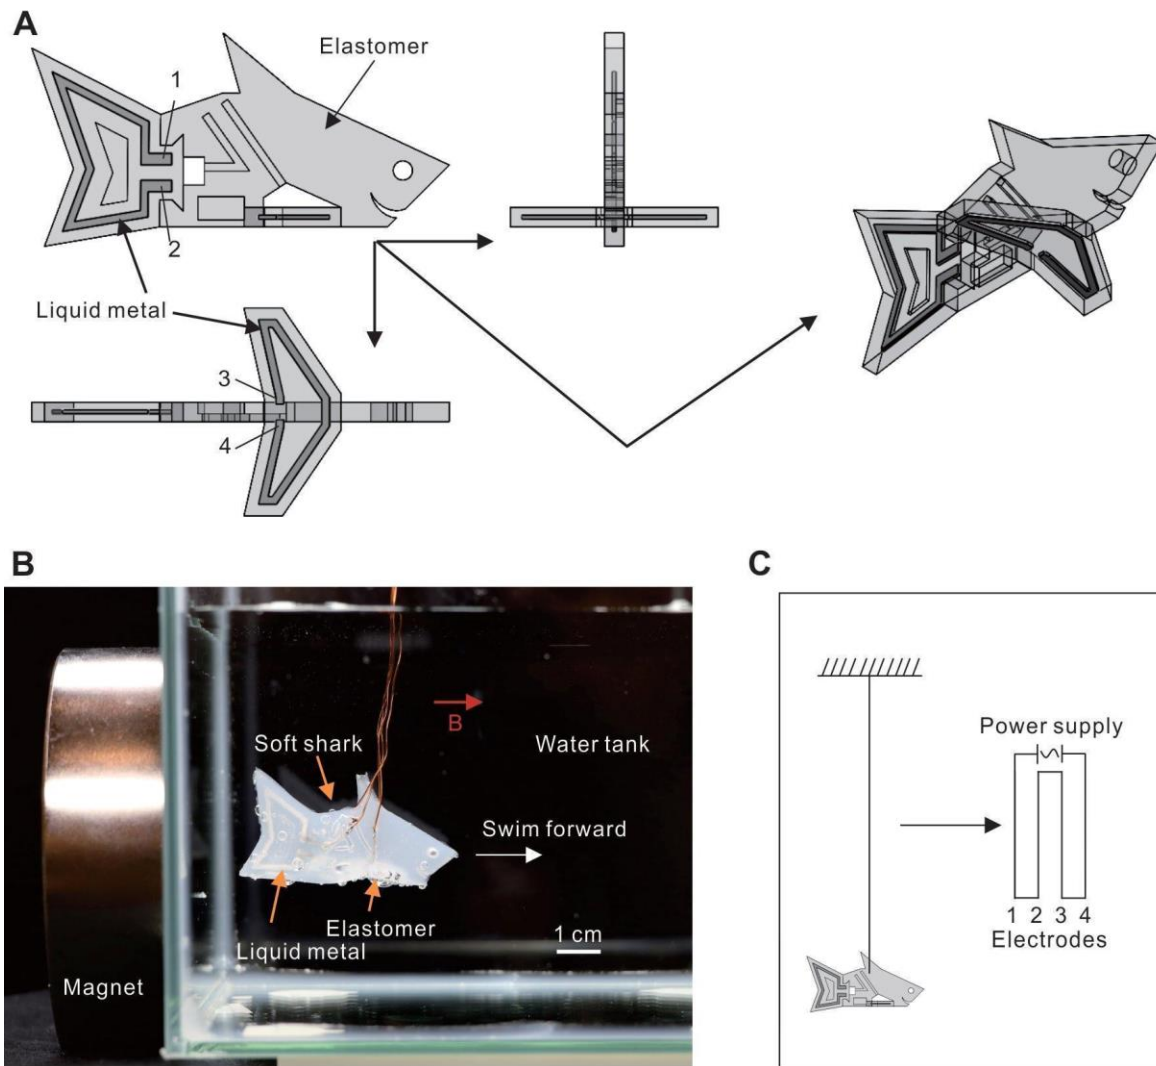 A
1
Elastomer
2
Liquid metal
3
4
B
B
Soft shark
Water tank
Swim forward
Elastomer
Liquid metal
1 cm
Magnet
C
Power supply
1 2 3 4
Electrodes